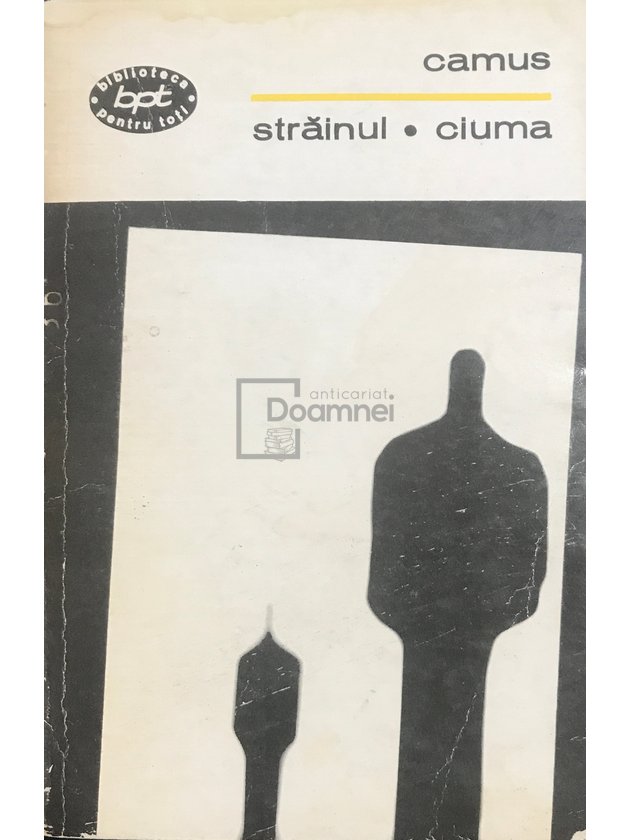 camus
biblioteca
bpt
pentru toți
străinul • ciuma
anticariat
Doamnei